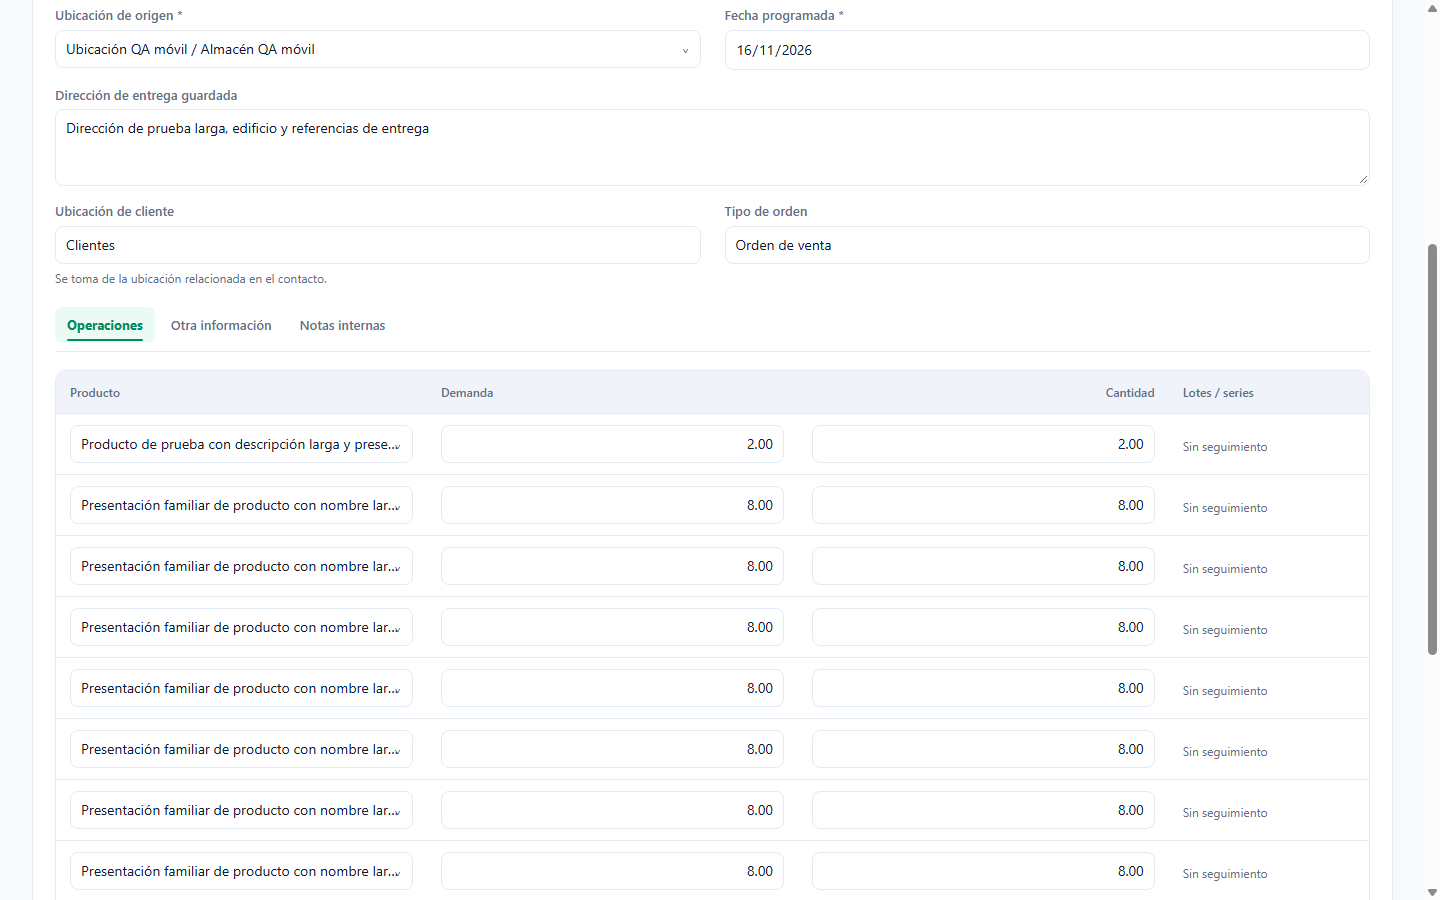 Ubicación de origen *
Fecha programada *
Ubicación QA móvil / Almacén QA móvil
16/11/2026
Dirección de entrega guardada
Dirección de prueba larga, edificio y referencias de entrega
Ubicación de cliente
Tipo de orden
Clientes
Orden de venta
Se toma de la ubicación relacionada en el contacto.
Operaciones Otra información Notas internas
Producto Demanda Cantidad Lotes / series
Producto de prueba con descripción larga y prese... 2.00 2.00 Sin seguimiento
Presentación familiar de producto con nombre lar... 8.00 8.00 Sin seguimiento
Presentación familiar de producto con nombre lar... 8.00 8.00 Sin seguimiento
Presentación familiar de producto con nombre lar... 8.00 8.00 Sin seguimiento
Presentación familiar de producto con nombre lar... 8.00 8.00 Sin seguimiento
Presentación familiar de producto con nombre lar... 8.00 8.00 Sin seguimiento
Presentación familiar de producto con nombre lar... 8.00 8.00 Sin seguimiento
Presentación familiar de producto con nombre lar... 8.00 8.00 Sin seguimiento